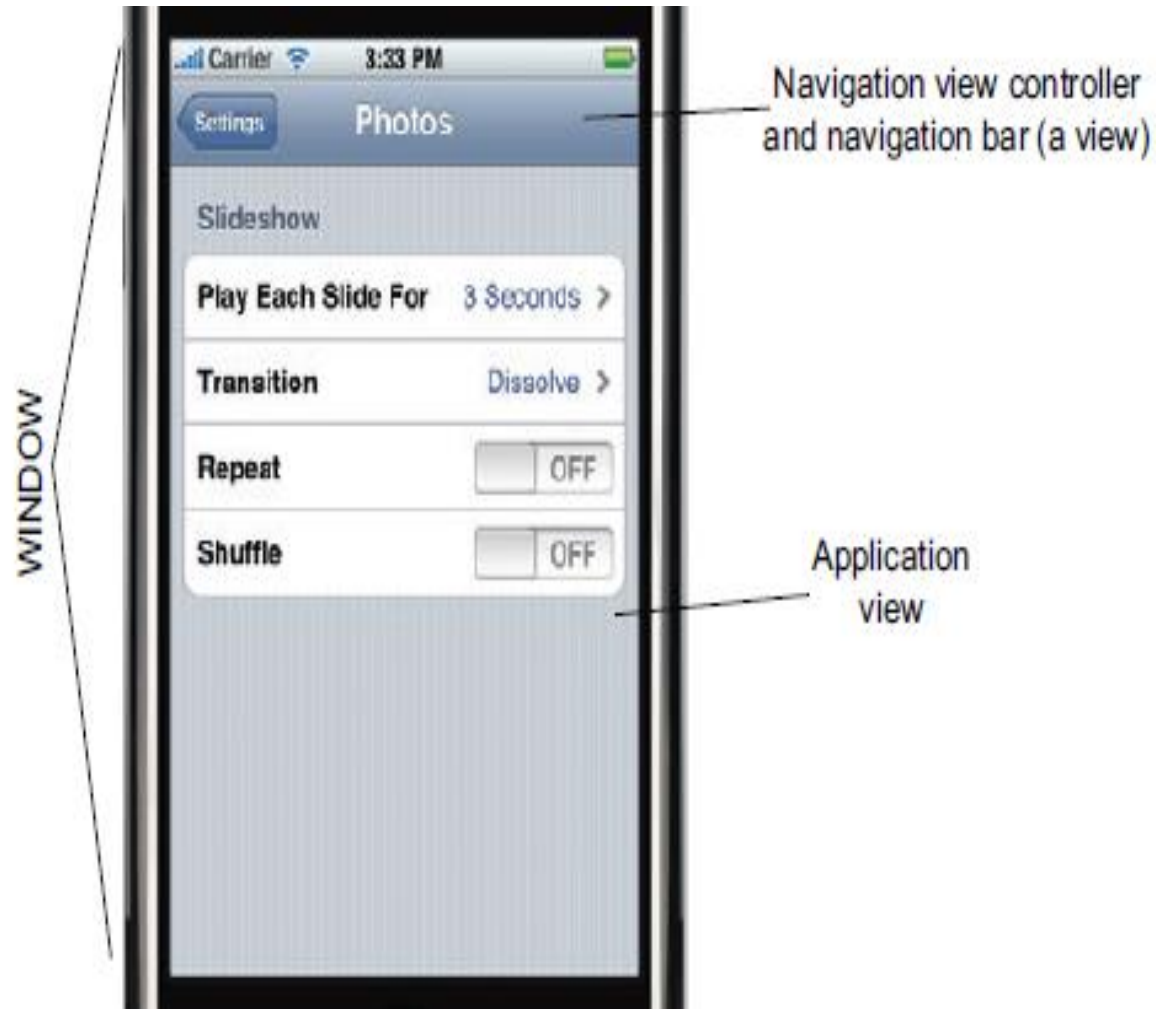 Carrier 3:33 PM
Settings Photos
Navigation view controller
and navigation bar (a view)
Slideshow
Play Each Slide For 3 Seconds >
Transition Dissolve >
Repeat OFF
Shuffle OFF
WINDOW
Application
view